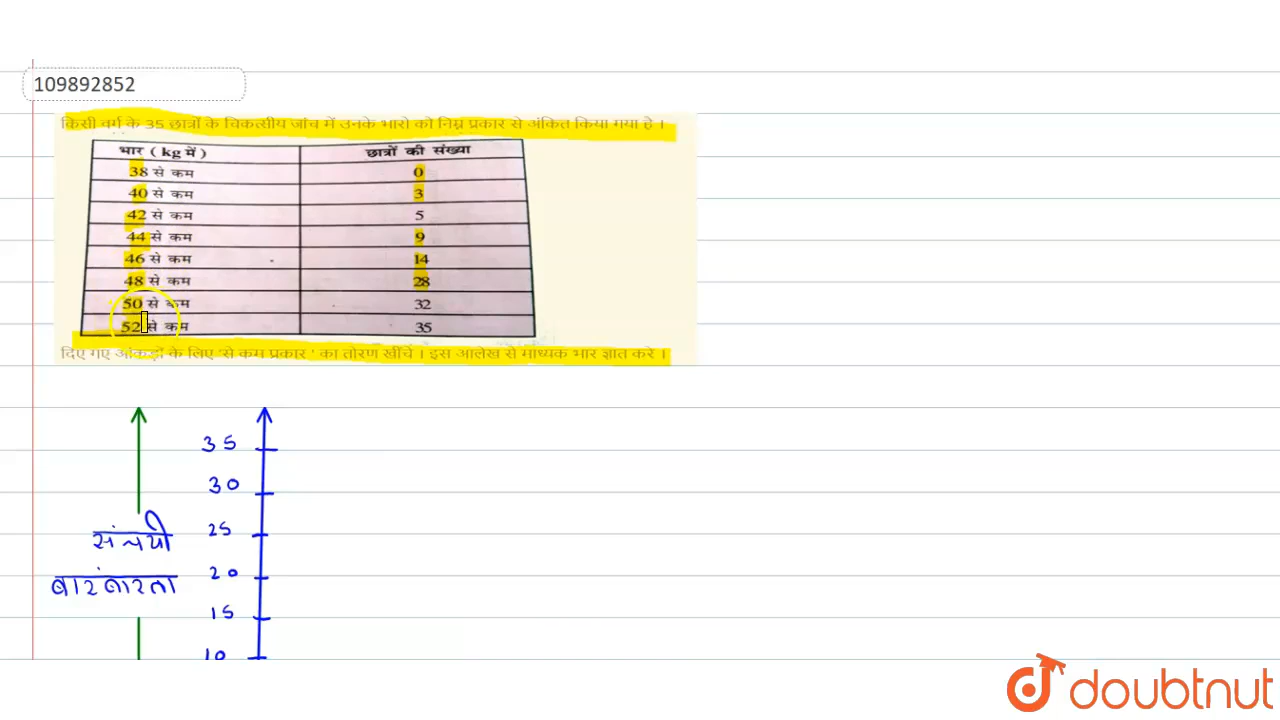 109892852
किसी वर्ग के 35 छात्रों के चिकत्सीय जांच में उनके भारो को निम्न प्रकार से अंकित किया गया है ।
भार ( kg में ) छात्रों की संख्या
38 से कम 0
40 से कम 3
42 से कम 5
44 से कम 9
46 से कम 14
48 से कम 28
50 से कम 32
52 से कम 35
दिए गए आंकड़ों के लिए 'से कम प्रकार ' का तोरण खींचे । इस आलेख से माध्यक भार ज्ञात करे ।
35
30
संचयी 25
बारंबारता 20
15
10
doubtnut